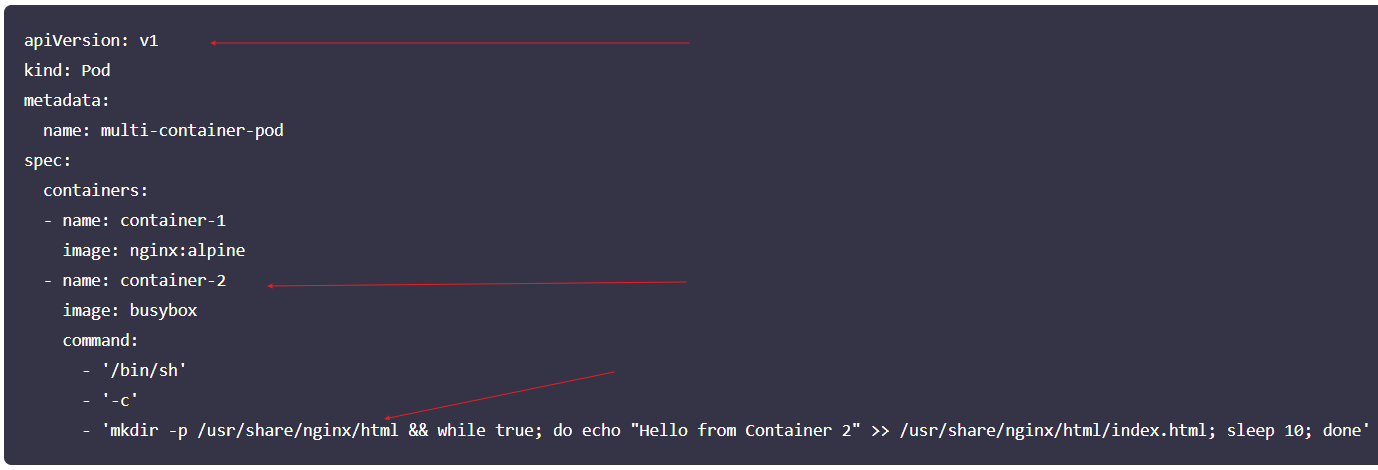 apiVersion: v1
kind: Pod
metadata:
  name: multi-container-pod
spec:
  containers:
  - name: container-1
    image: nginx:alpine
  - name: container-2
    image: busybox
    command:
      - '/bin/sh'
      - '-c'
      - 'mkdir -p /usr/share/nginx/html && while true; do echo "Hello from Container 2" >> /usr/share/nginx/html/index.html; sleep 10; done'